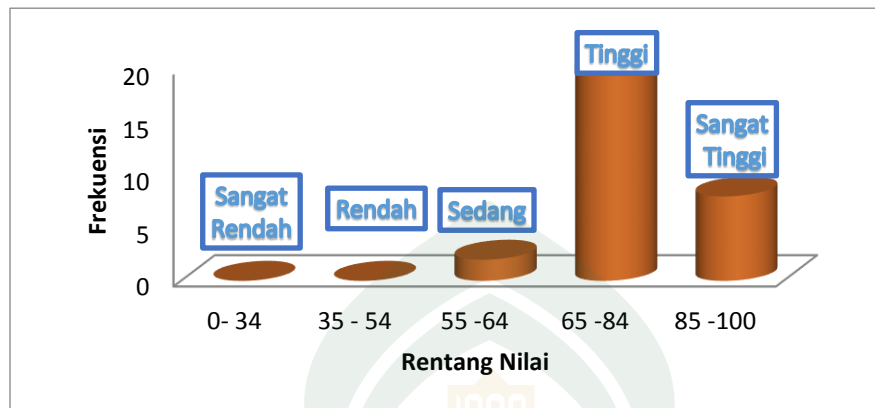 Tinggi
20
15
10
5
0
Frekuensi
Sangat
Rendah
Rendah
Sedang
Sangat
Tinggi
0- 34
35 - 54
55 -64
65 -84
85 -100
Rentang Nilai